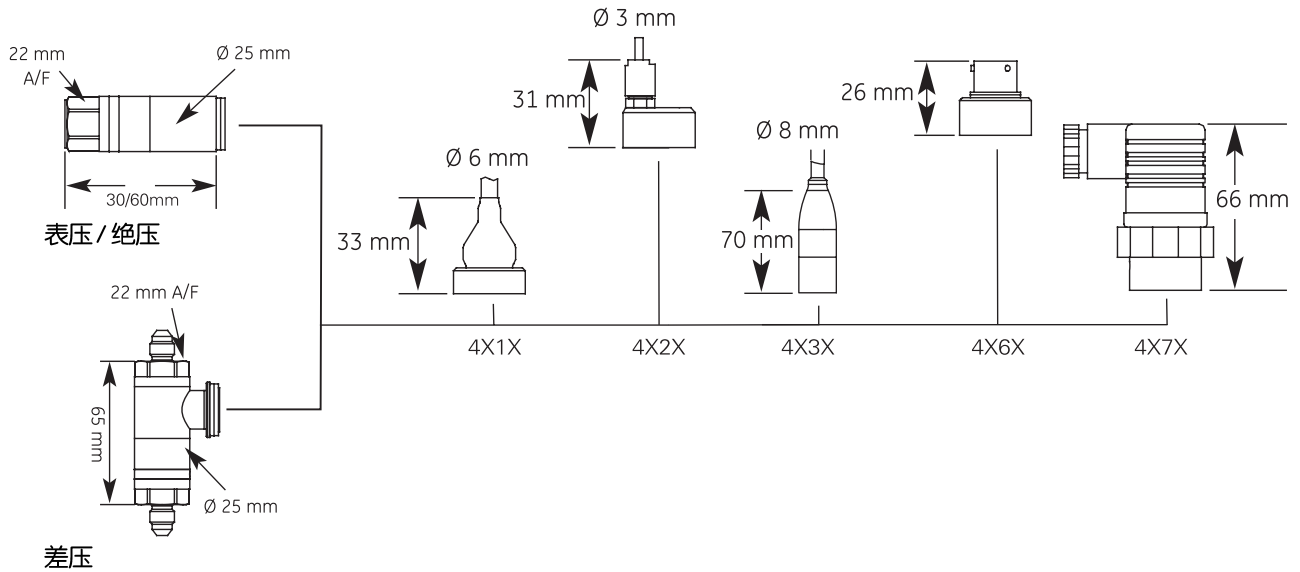 22 mm
A/F
Ø 25 mm
30/60mm
表压 / 绝压
22 mm A/F
65 mm
Ø 25 mm
差压
Ø 6 mm
33 mm
4X1X
Ø 3 mm
31 mm
4X2X
Ø 8 mm
70 mm
4X3X
26 mm
4X6X
66 mm
4X7X